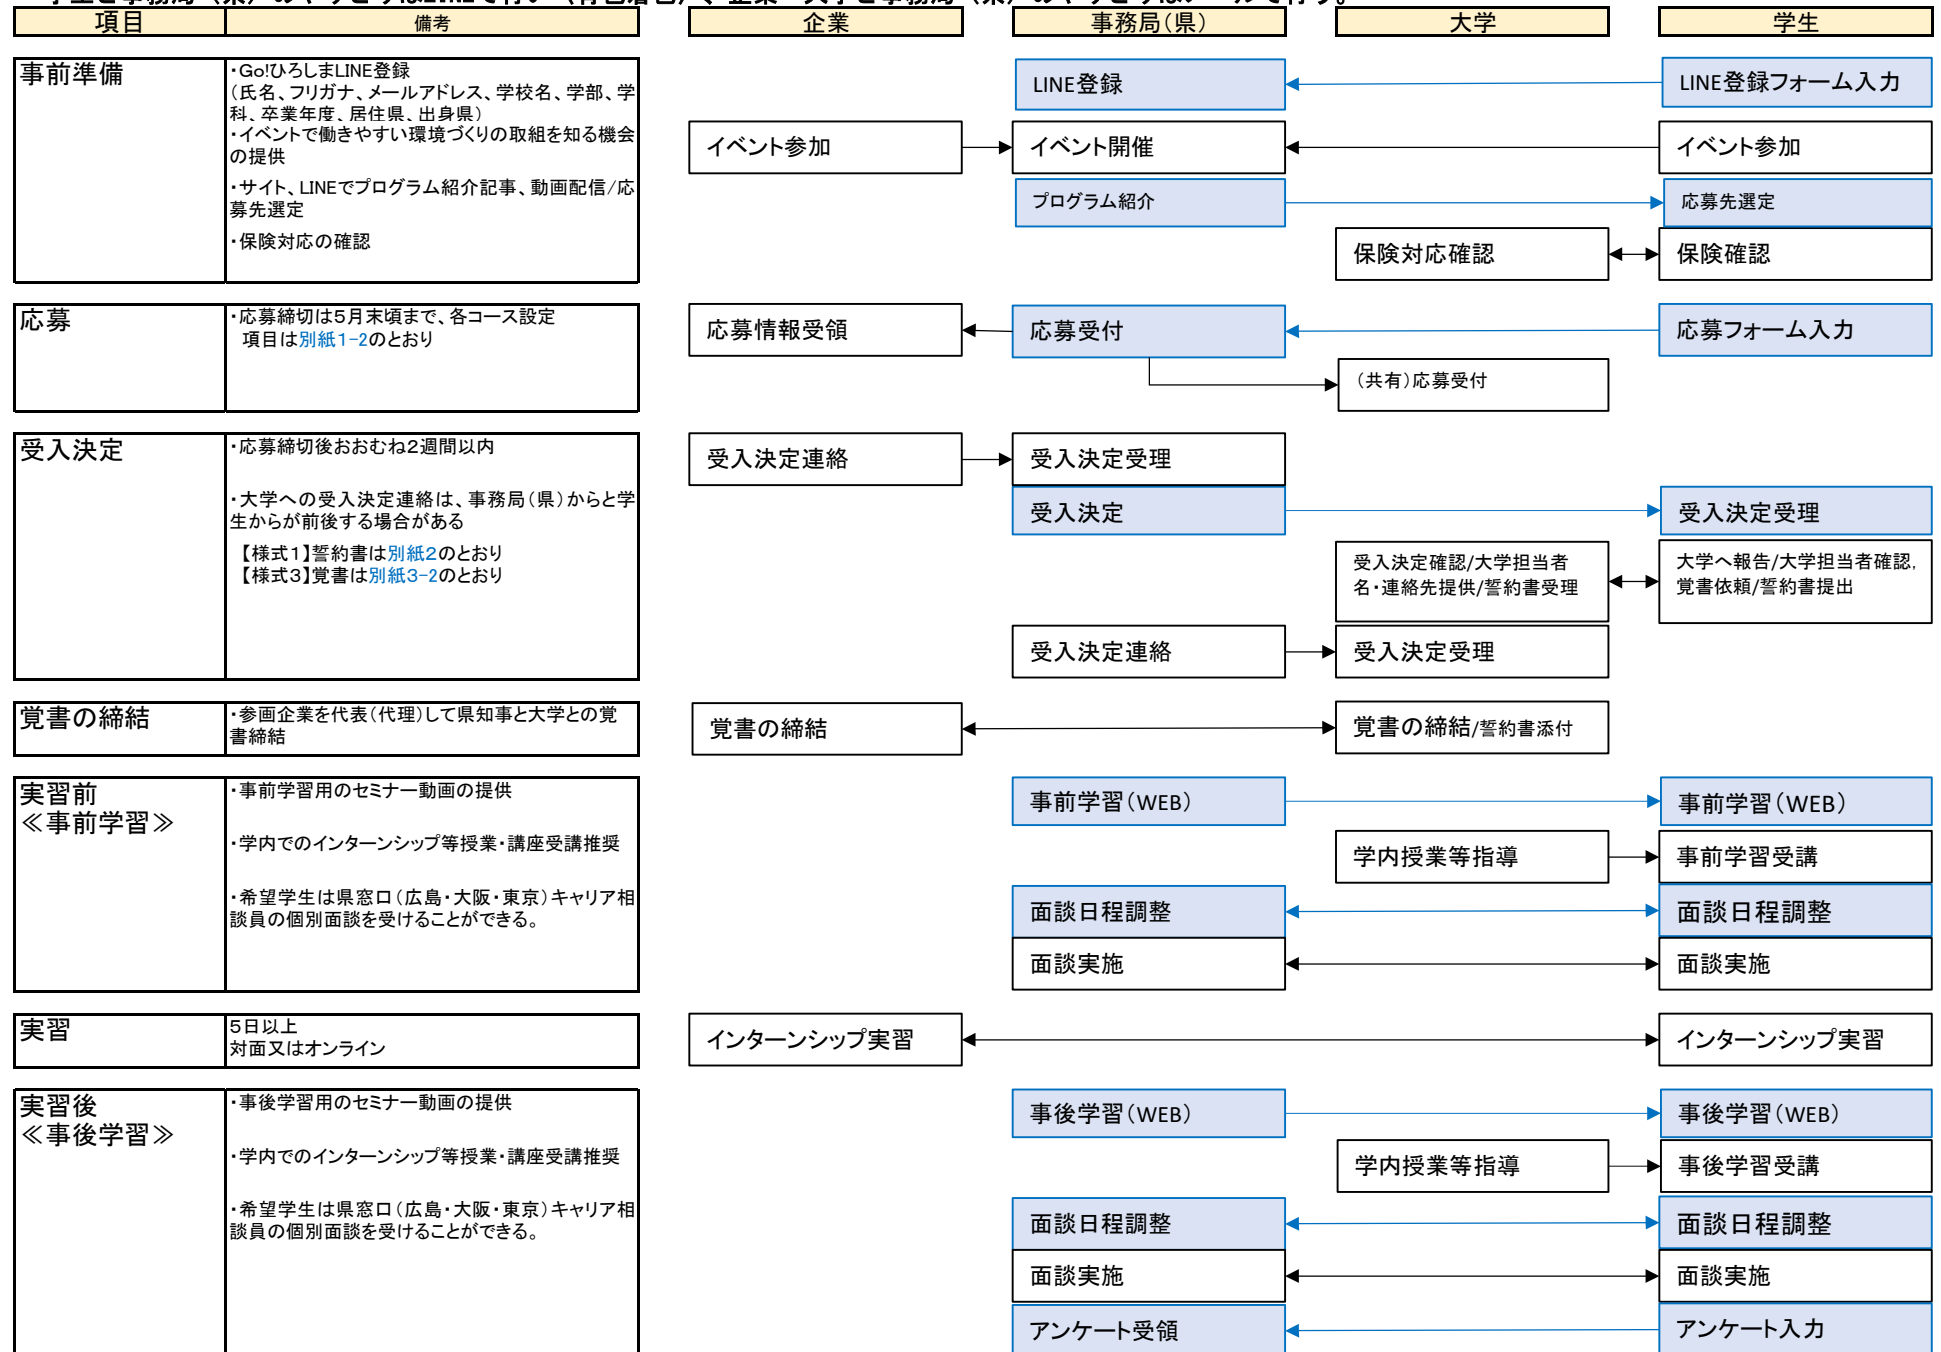 項目 備考 企業 事務局(県) 大学 学生
事前準備
・Go!ひろしまLINE登録
(氏名、フリガナ、メールアドレス、学校名、学部、学
科、卒業年度、居住県、出身県)
・イベントで働きやすい環境づくりの取組を知る機会
の提供
・サイト、LINEでプログラム紹介記事、動画配信/応
募先選定
・保険対応の確認
LINE登録 LINE登録フォーム入力
イベント参加 イベント開催 イベント参加
プログラム紹介 応募先選定
保険対応確認 保険確認
応募
・応募締切は5月末頃まで、各コース設定
項目は別紙1-2のとおり
応募情報受領 応募受付 応募フォーム入力
(共有)応募受付
受入決定
・応募締切後おおむね2週間以内
・大学への受入決定連絡は、事務局(県)からと学
生からが前後する場合がある
【様式1】誓約書は別紙2のとおり
【様式3】覚書は別紙3-2のとおり
受入決定連絡 受入決定受理
受入決定 受入決定受理
受入決定確認/大学担当者
名・連絡先提供/誓約書受理
大学へ報告/大学担当者確認,
覚書依頼/誓約書提出
受入決定連絡 受入決定受理
覚書の締結
・参画企業を代表(代理)して県知事と大学との覚
書締結
覚書の締結 覚書の締結/誓約書添付
実習前
≪事前学習≫
・事前学習用のセミナー動画の提供
・学内でのインターンシップ等授業・講座受講推奨
・希望学生は県窓口(広島・大阪・東京)キャリア相
談員の個別面談を受けることができる。
事前学習(WEB) 事前学習(WEB)
学内授業等指導 事前学習受講
面談日程調整 面談日程調整
面談実施 面談実施
実習
5日以上
対面又はオンライン
インターンシップ実習 インターンシップ実習
実習後
≪事後学習≫
・事後学習用のセミナー動画の提供
・学内でのインターンシップ等授業・講座受講推奨
・希望学生は県窓口(広島・大阪・東京)キャリア相
談員の個別面談を受けることができる。
事後学習(WEB) 事後学習(WEB)
学内授業等指導 事後学習受講
面談日程調整 面談日程調整
面談実施 面談実施
アンケート受領 アンケート入力